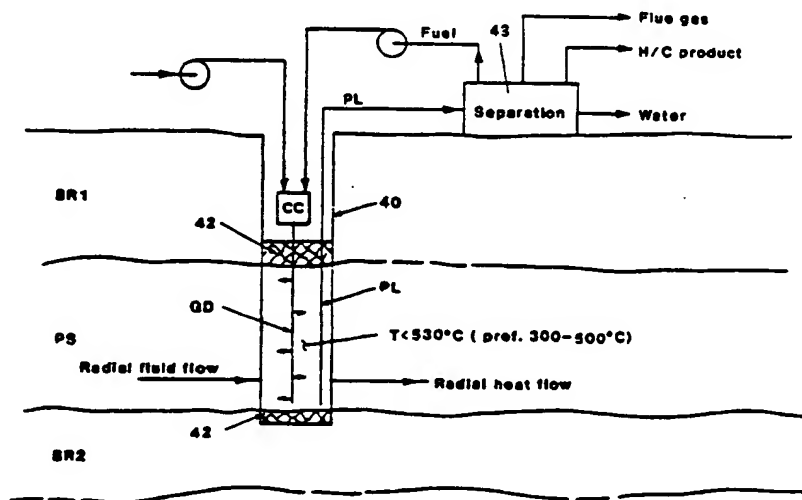 Flue gas
Fuel
43
H/C product
PL
Separation
Water
SR1
CC
40
42
PL
GD
T<530°C ( pref. 300-500°C)
PS
Radial fluid flow
Radial heat flow
42
SR2